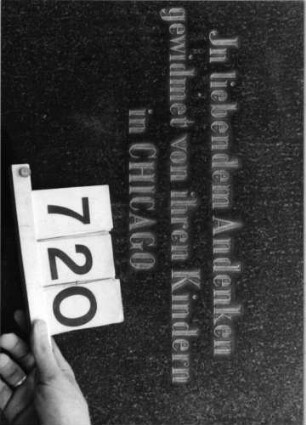 In liebendem Andenken
gewidmet von ihren Kindern
in CHICAGO
720